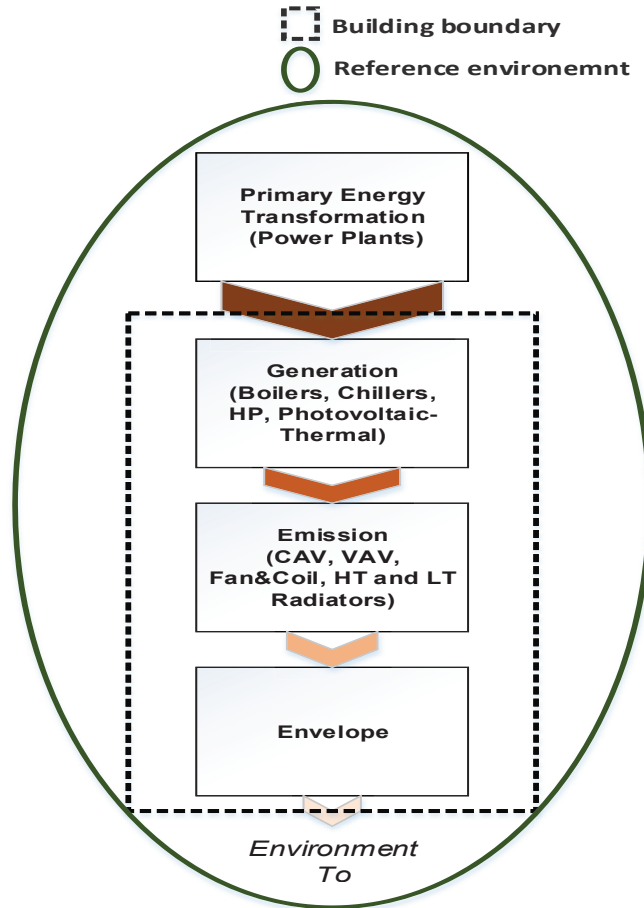 Building boundary
Reference environemnt
Primary Energy
Transformation
(Power Plants)
Generation
(Boilers, Chillers,
HP, Photovoltaic-
Thermal)
Emission
(CAV, VAV,
Fan&Coil, HT and LT
Radiators)
Envelope
Environment
To